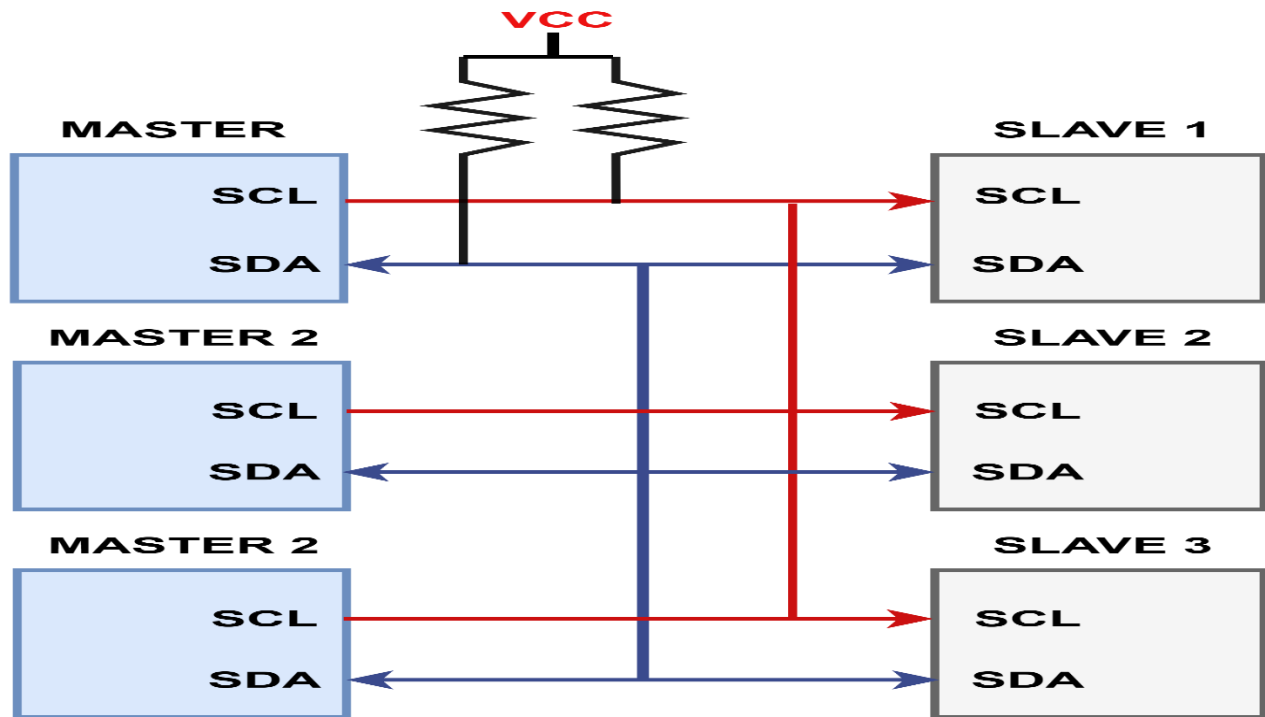 VCC
MASTER
SLAVE 1
SCL
SCL
SDA
SDA
MASTER 2
SLAVE 2
SCL
SCL
SDA
SDA
MASTER 2
SLAVE 3
SCL
SCL
SDA
SDA